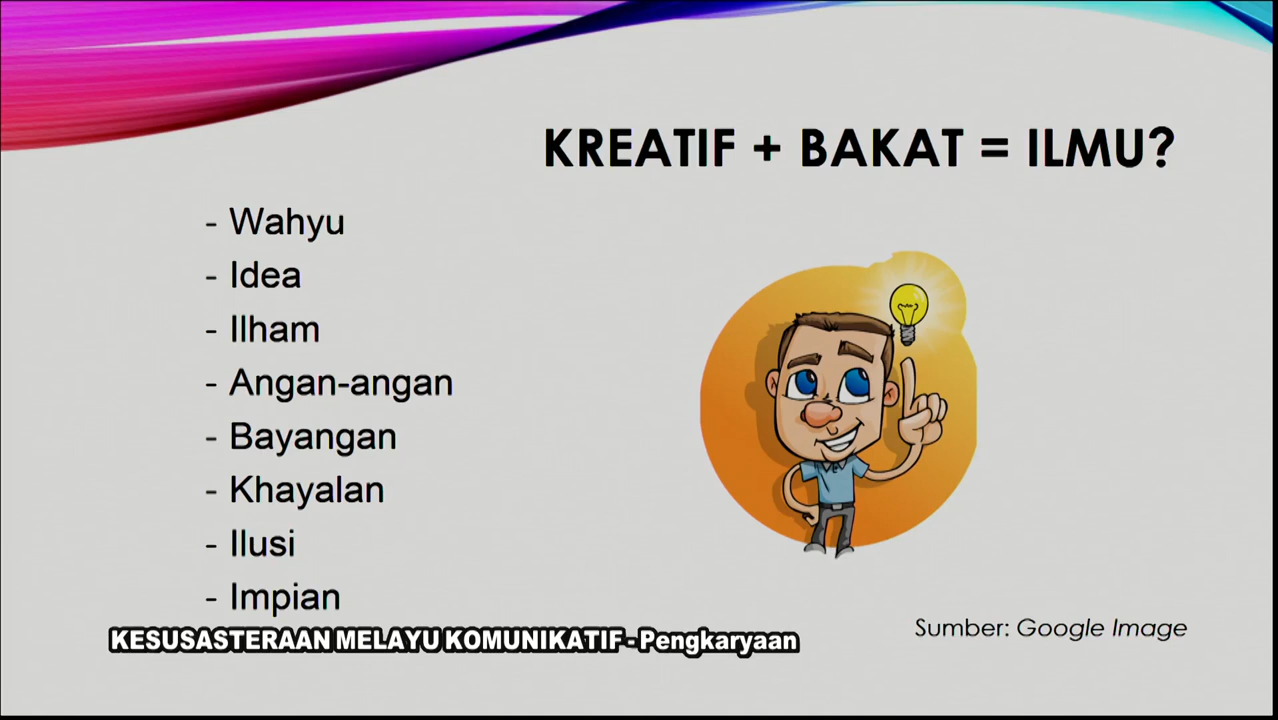 KREATIF + BAKAT = ILMU?
- Wahyu
- Idea
- Ilham
- Angan-angan
- Bayangan
- Khayalan
- Ilusi
- Impian
Sumber: Google Image
KESUSASTERAAN MELAYU KOMUNIKATIF - Pengkaryaan